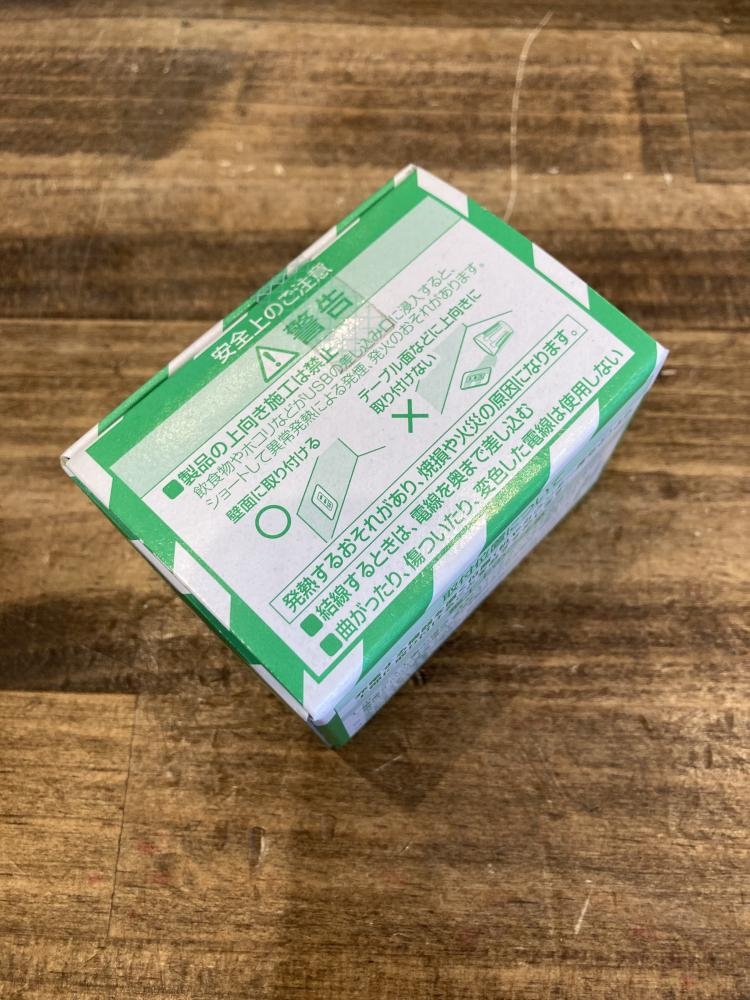 安全上のご注意
警告
■製品の上向き施工は禁止
飲食物やホコリなどがUSBの差し込み口に浸入すると、
ショートして異常発熱による発煙、発火のおそれがあります。
壁面に取り付ける
テーブル面などに上向きに
取り付けない
発熱するおそれがあり、焼損や火災の原因になります。
■結線するときは、電線を奥まで差し込む
■曲がったり、傷ついたり、変色した電線は使用しない